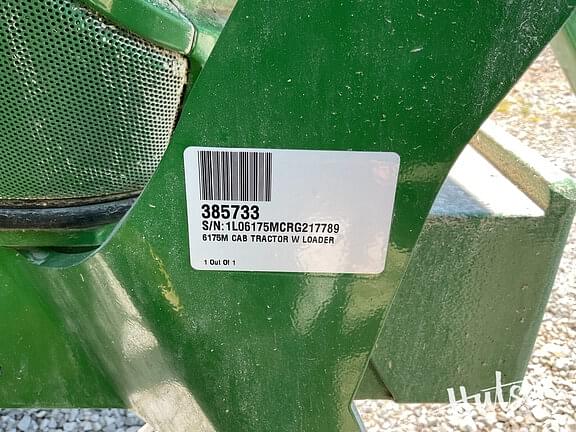 385733
S/N:1L06175MCRG217789
6175M CAB TRACTOR W LOADER
1 Out Of 1
Hutson